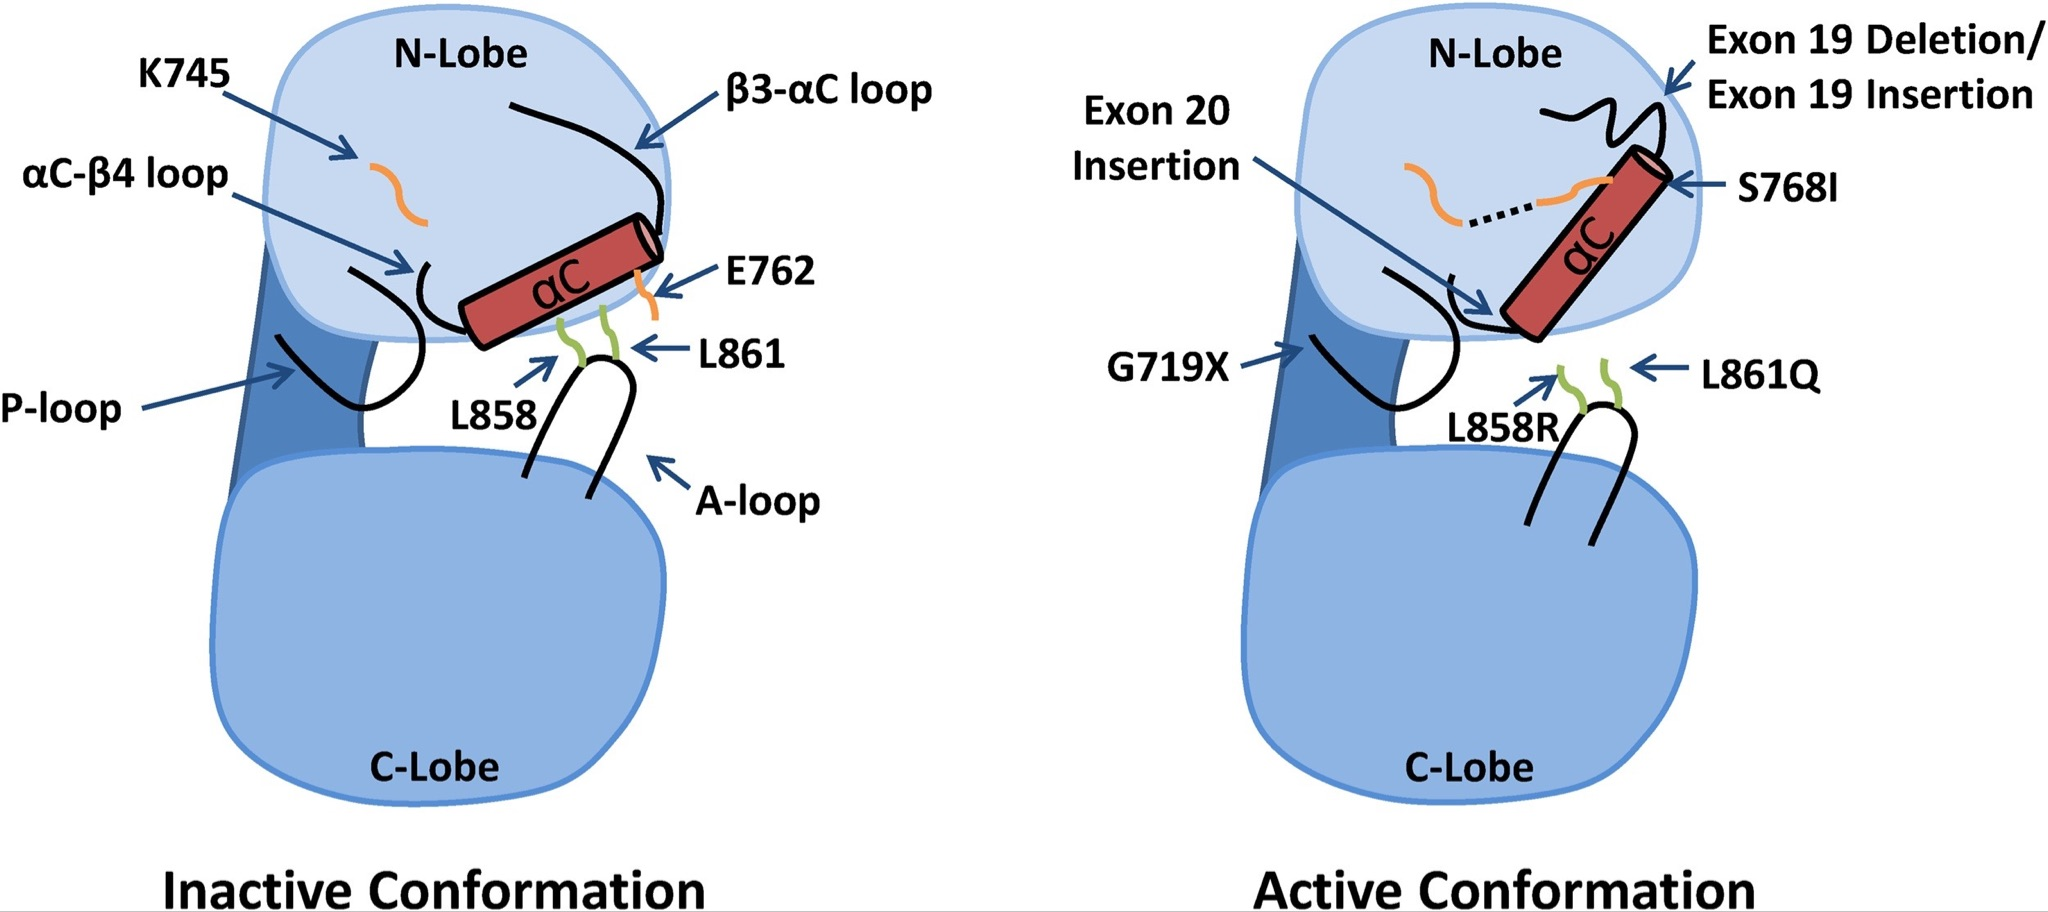 N-Lobe
K745
β3-αC loop
αC-β4 loop
αC
E762
L861
P-loop
L858
A-loop
C-Lobe
Inactive Conformation
N-Lobe
Exon 19 Deletion/
Exon 19 Insertion
Exon 20
Insertion
S768I
αC
G719X
L861Q
L858R
C-Lobe
Active Conformation